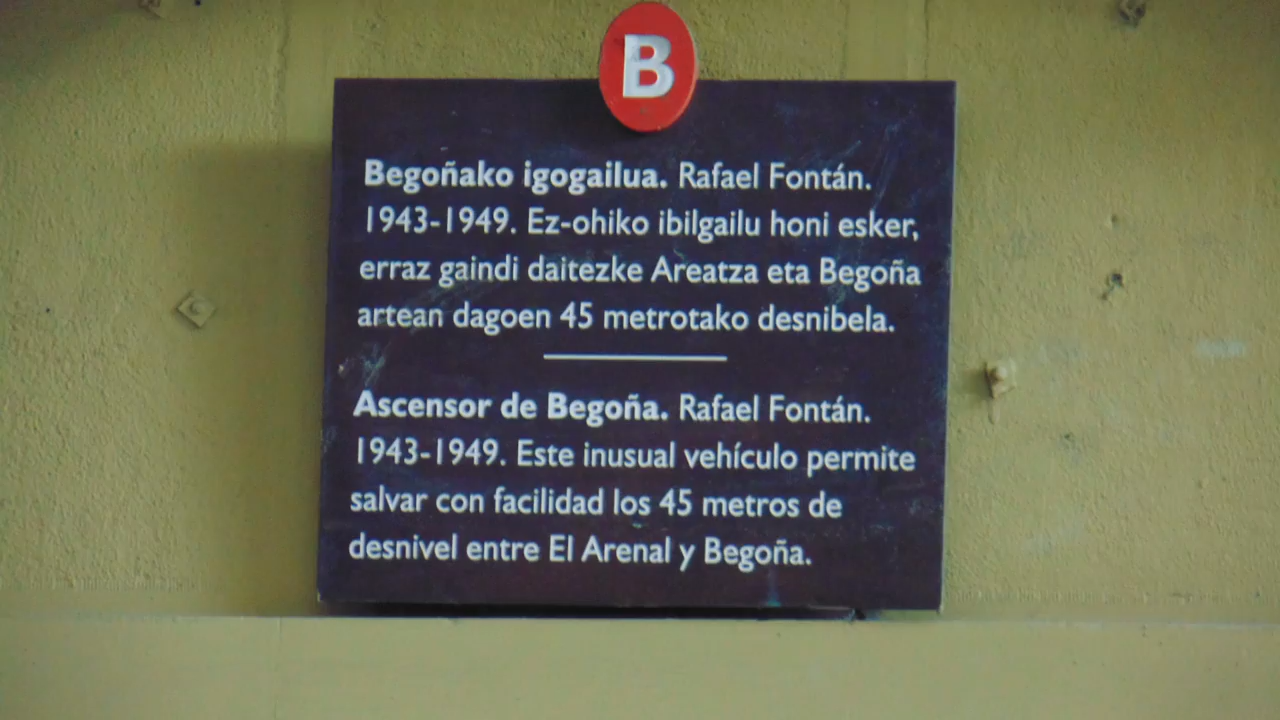 B
Begoñako igogailua. Rafael Fontán.
1943-1949. Ez-ohiko ibilgailu honi esker,
erraz gaindi daitezke Areatza eta Begoña
artean dagoen 45 metrotako desnibela.
Ascensor de Begoña. Rafael Fontán.
1943-1949. Este inusual vehículo permite
salvar con facilidad los 45 metros de
desnivel entre El Arenal y Begoña.